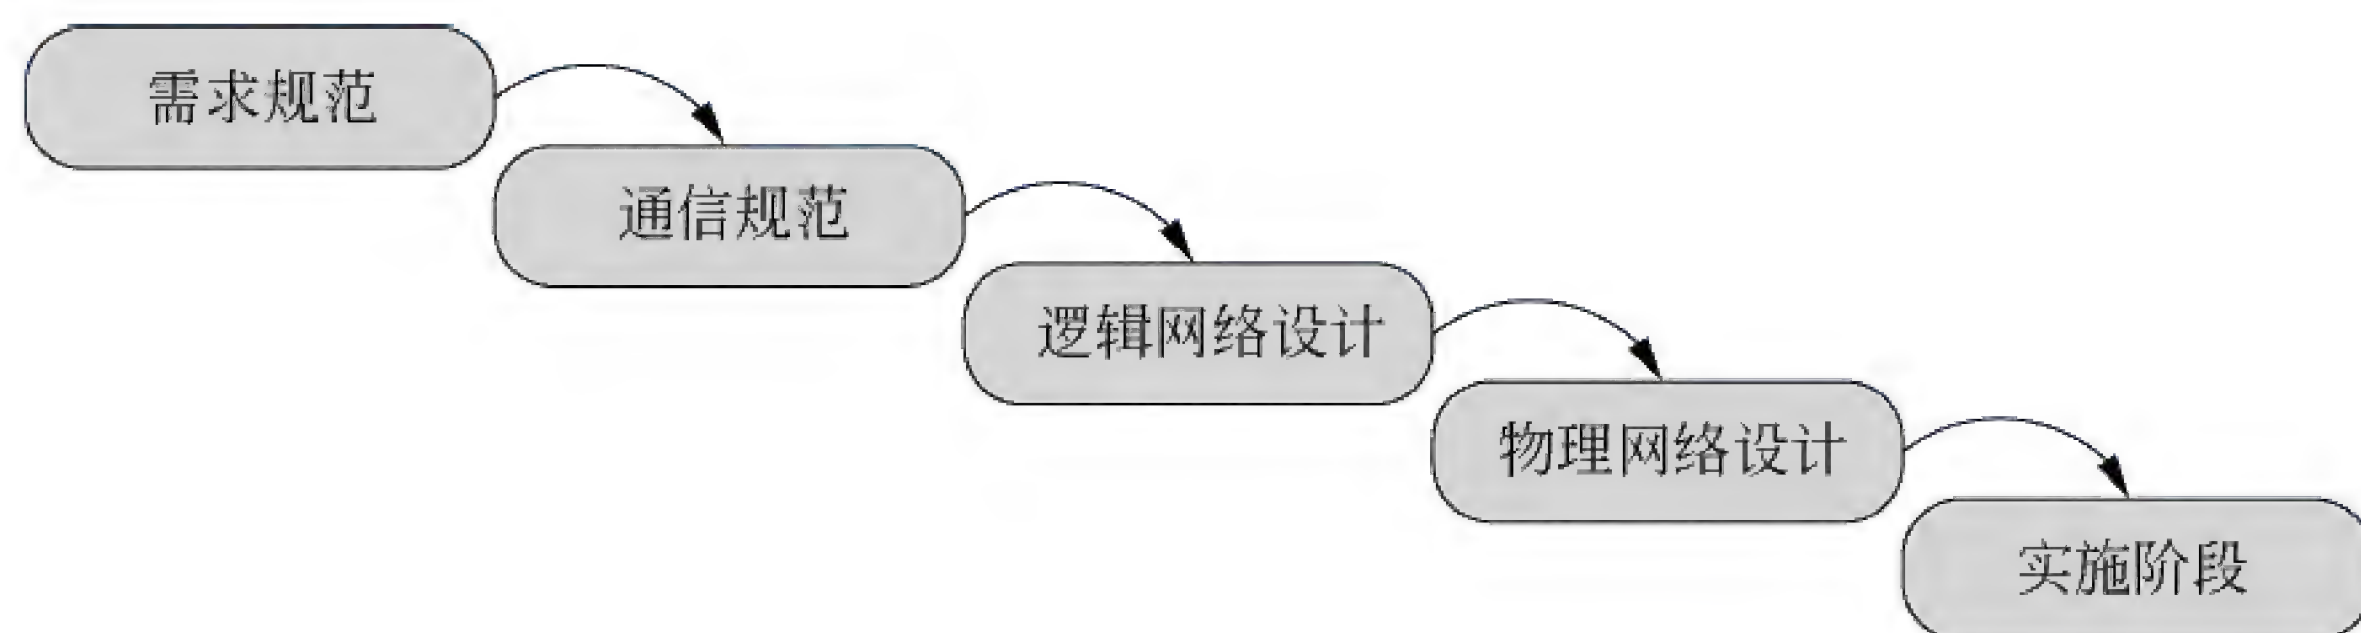 需求规范
通信规范
逻辑网络设计
物理网络设计
实施阶段